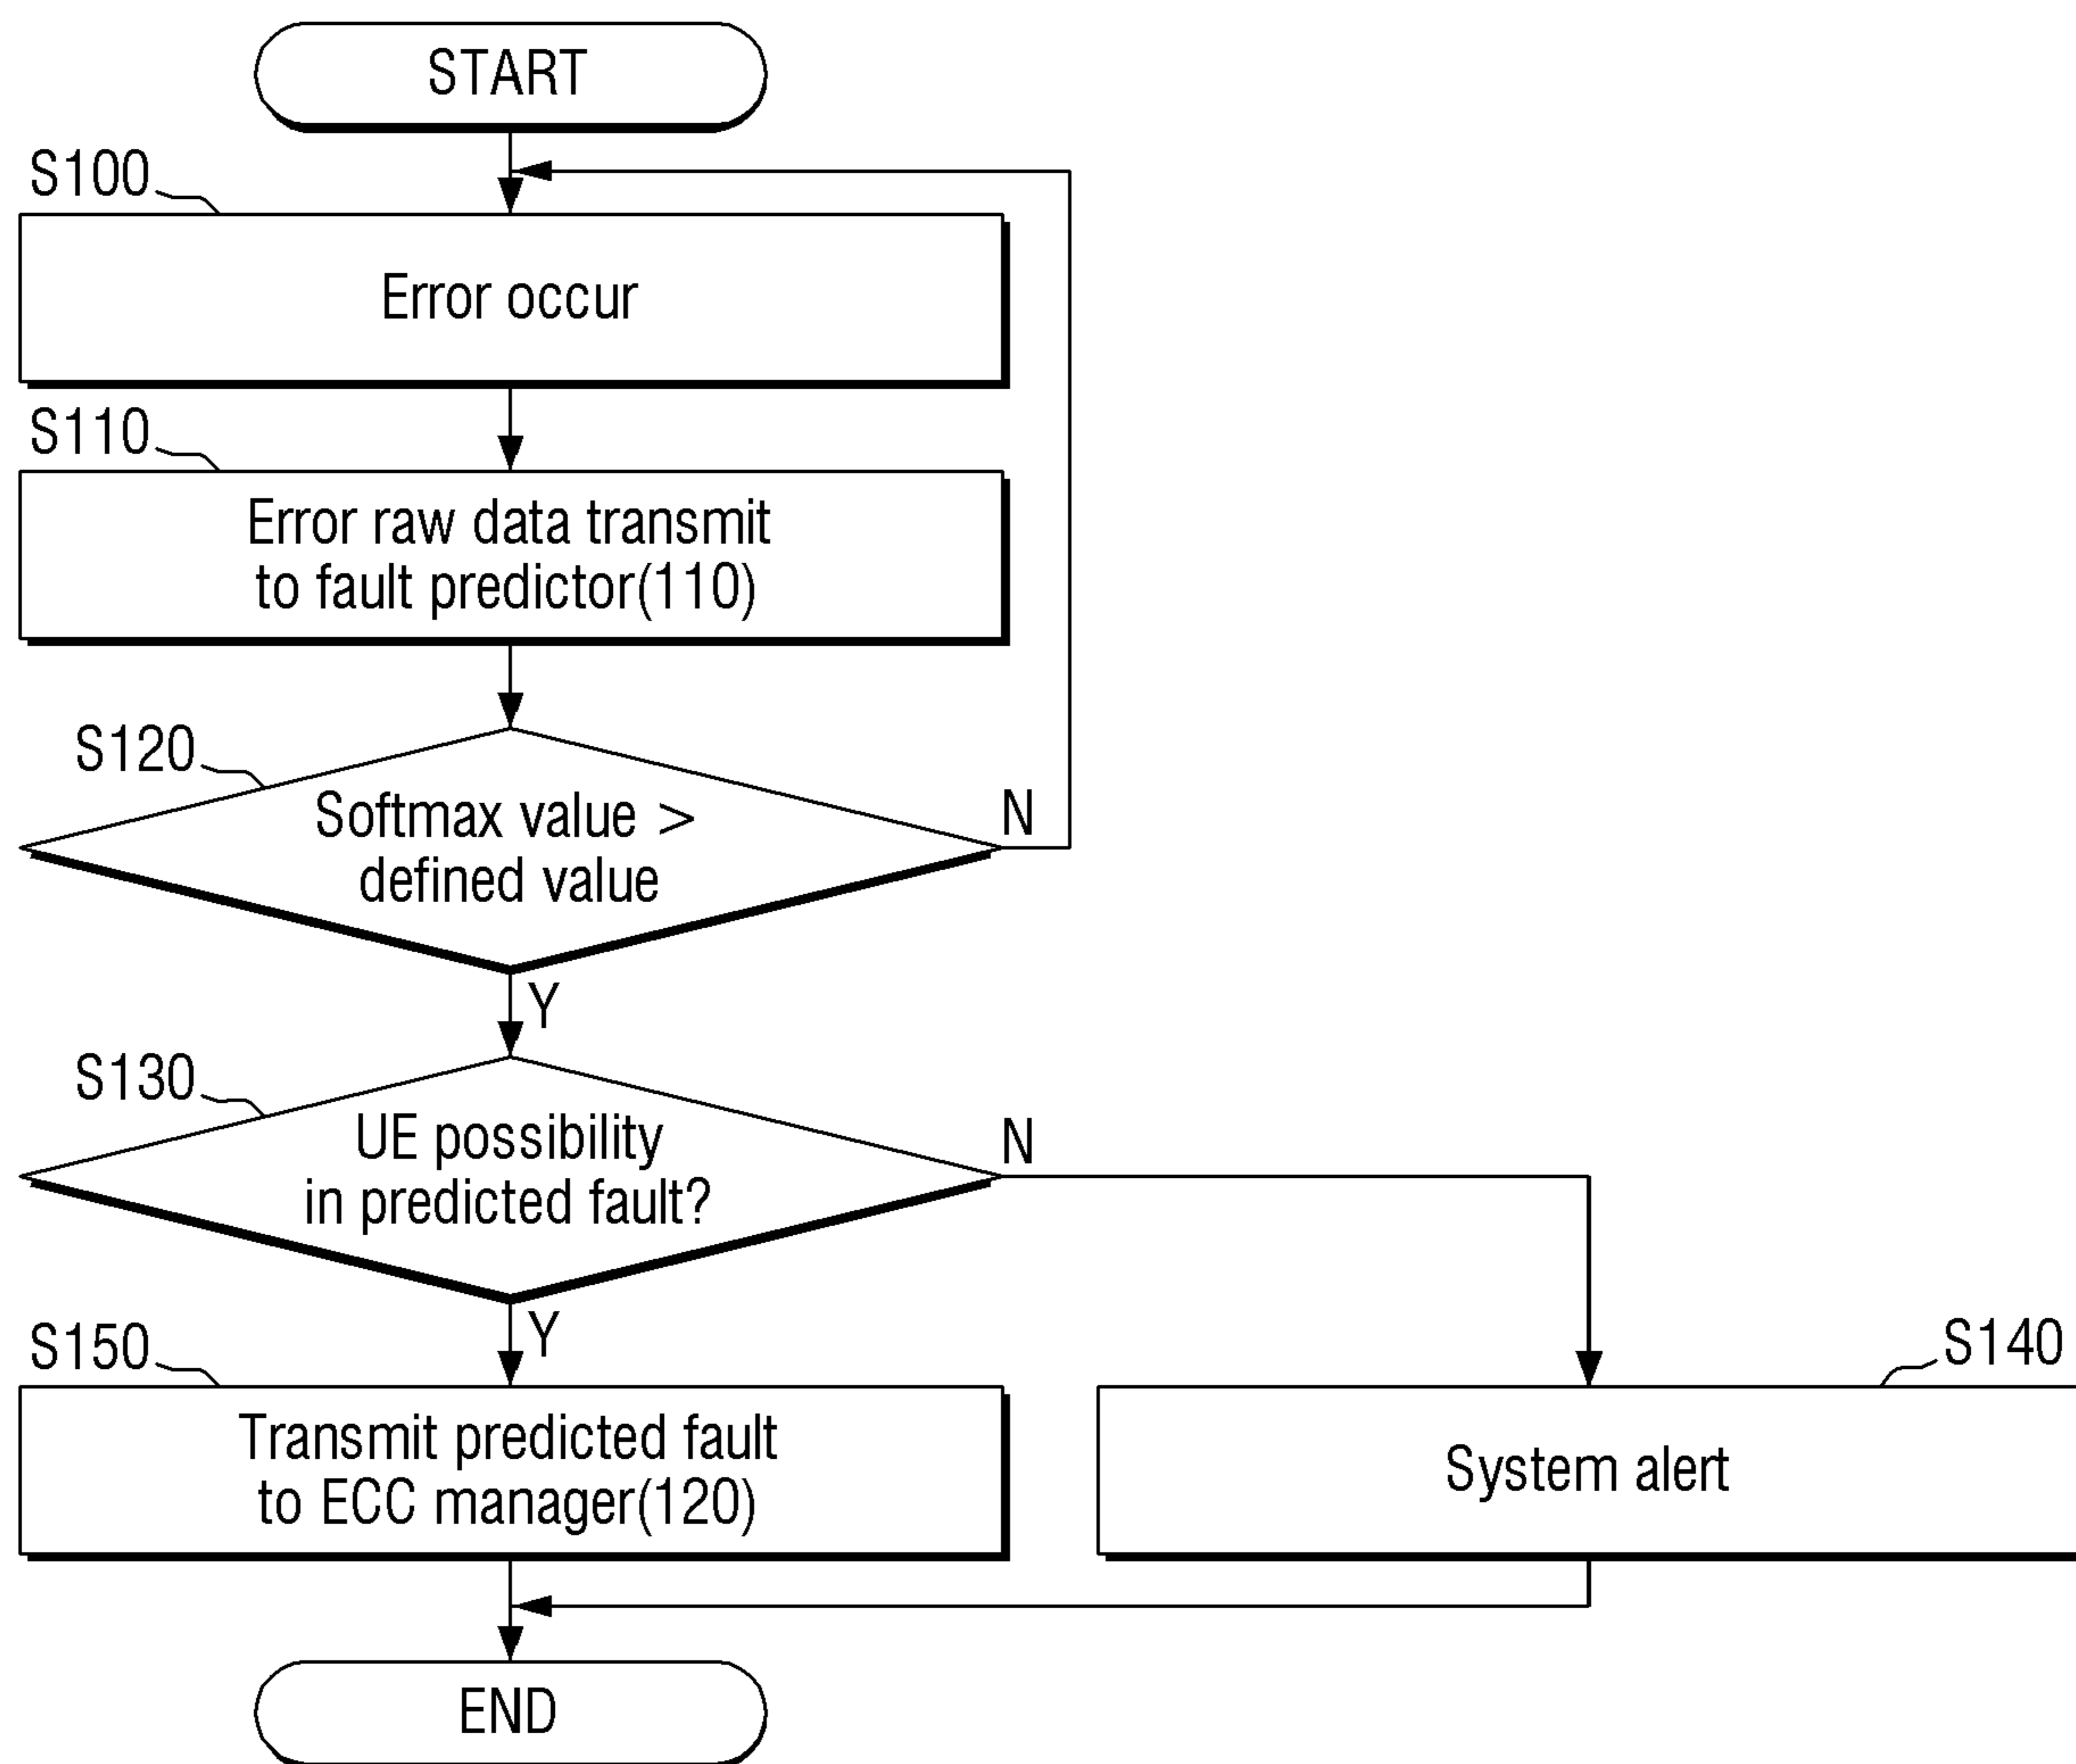 START
S100
Error occur
S110
Error raw data transmit
to fault predictor(110)
S120
Softmax value >
defined value
N
Y
S130
UE possibility
in predicted fault?
N
Y
S150
Transmit predicted fault
to ECC manager(120)
S140
System alert
END